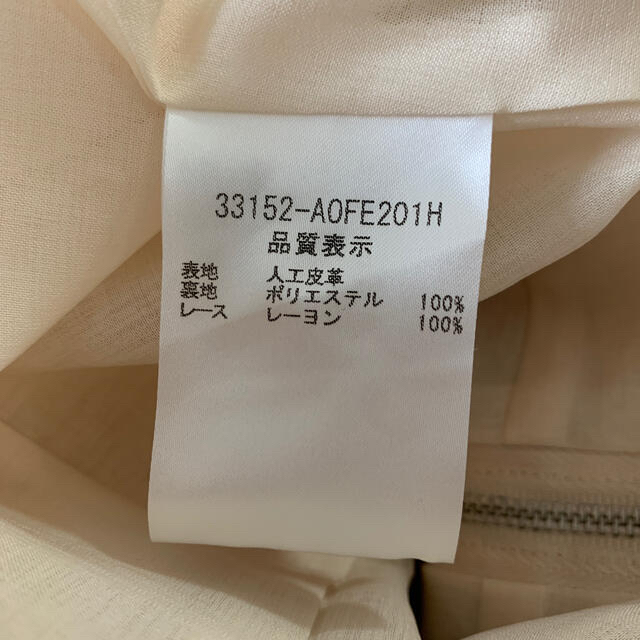 33152-A0FE201H
品質表示
表地 人工皮革
裏地 ポリエステル 100%
レース レーヨン 100%